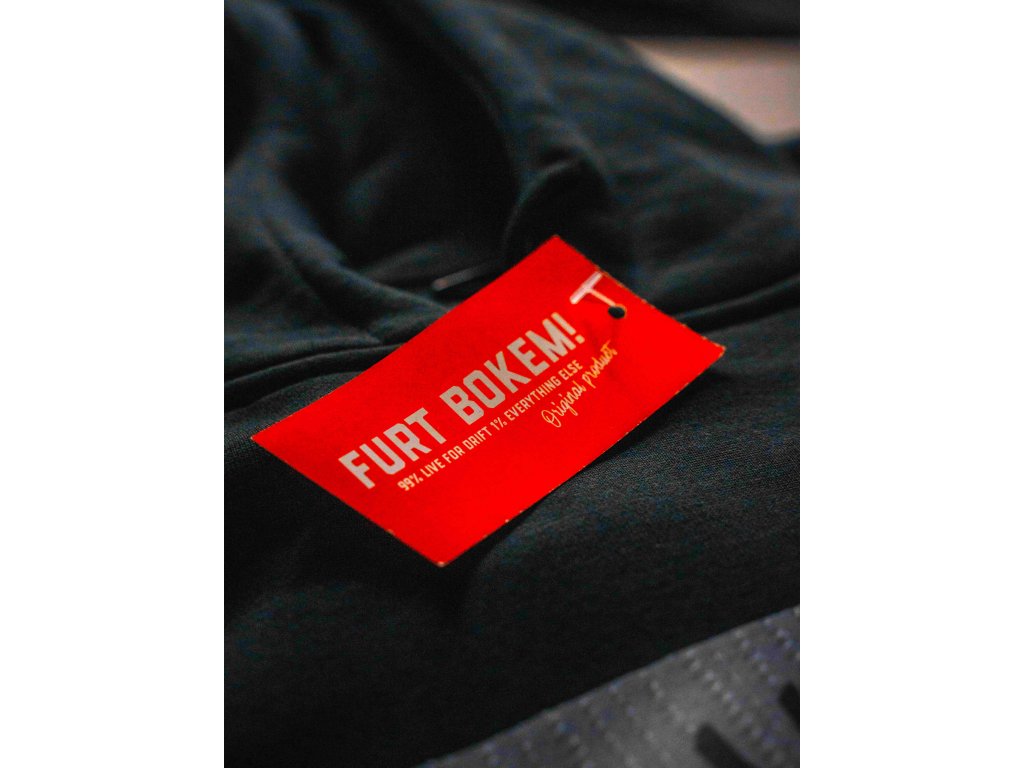 FURT BOKEM!
99% LIVE FOR DRIFT 1% EVERYTHING ELSE
Original product